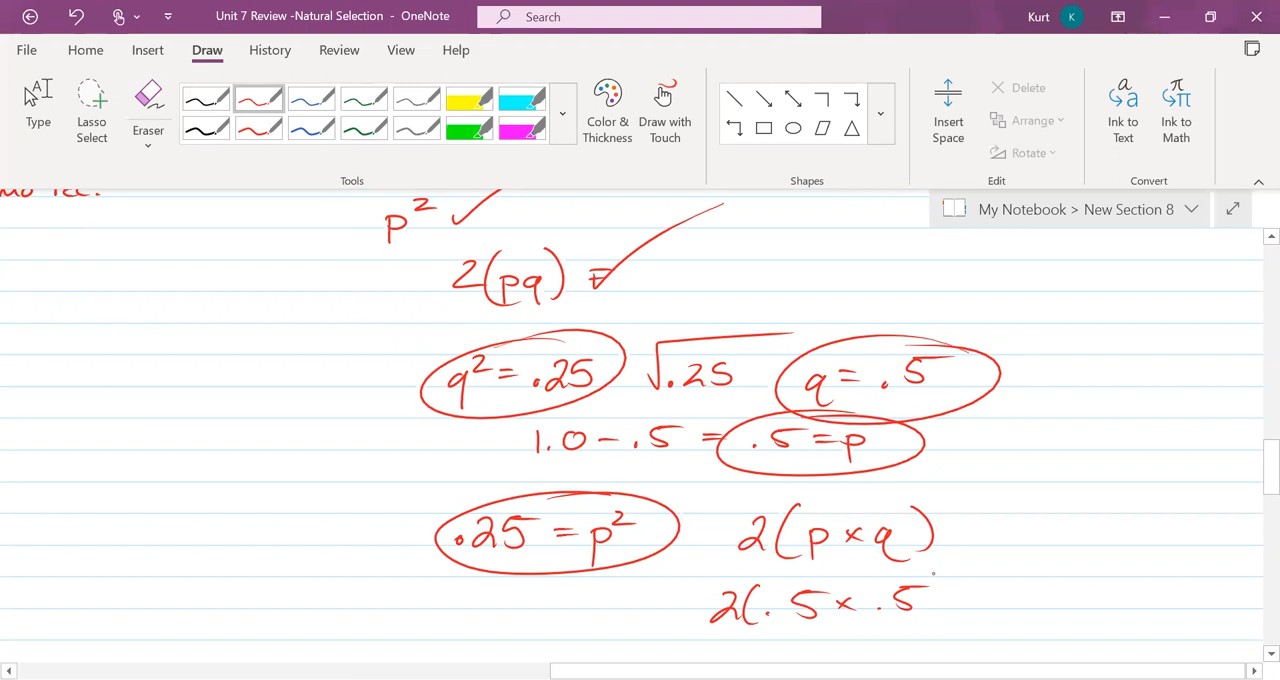 Unit 7 Review -Natural Selection - OneNote
Search
Kurt K
File Home Insert Draw History Review View Help
Type
Lasso Select
Eraser
Color & Thickness
Draw with Touch
Insert Space
Delete
Arrange
Rotate
Ink to Text
Ink to Math
Tools Shapes Edit Convert
My Notebook > New Section 8
p² ✓
2(pq) = ✓
q² = .25 √.25 q = .5
1.0 - .5 = .5 = p
.25 = p² 2(p × q)
2(.5 × .5